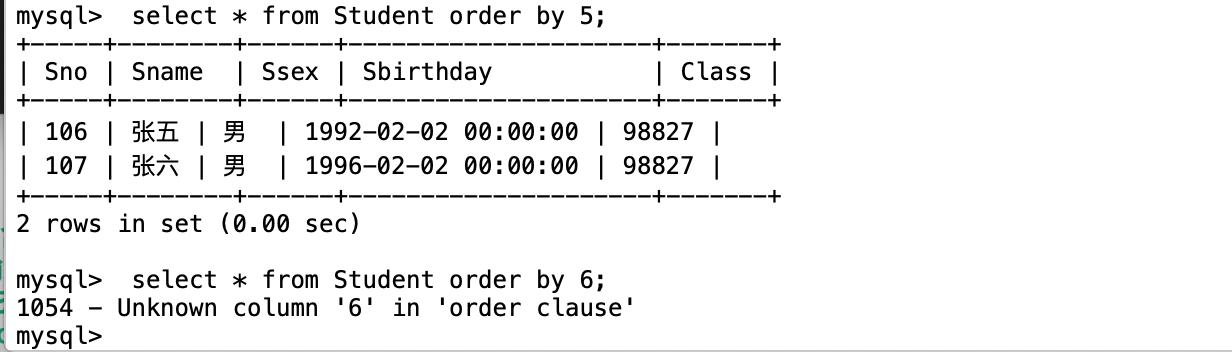 mysql>  select * from Student order by 5;
+-----+--------+------+---------------------+-------+
| Sno | Sname  | Ssex | Sbirthday           | Class |
+-----+--------+------+---------------------+-------+
| 106 | 张五 | 男  | 1992-02-02 00:00:00 | 98827 |
| 107 | 张六 | 男  | 1996-02-02 00:00:00 | 98827 |
+-----+--------+------+---------------------+-------+
2 rows in set (0.00 sec)

mysql>  select * from Student order by 6;
1054 - Unknown column '6' in 'order clause'
mysql>